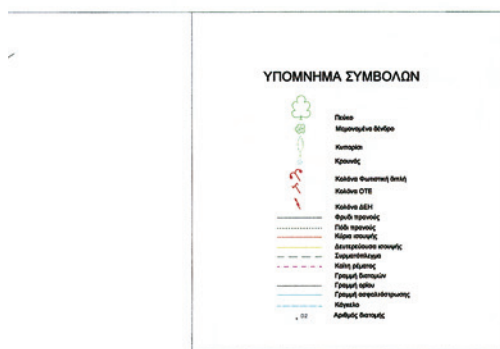 ΥΠΟΜΝΗΜΑ ΣΥΜΒΟΛΩΝ
Πεύκο
Μεμονωμένο δένδρο
Κυπαρίσι
Κρουνός
Κολόνα Φωτιστική διπλή
Κολόνα ΟΤΕ
Κολόνα ΔΕΗ
Φρύδι πρανούς
Πόδι πρανούς
Κύρια ισουψής
Δευτερεύουσα ισουψής
Συρματόπλεγμα
Κοίτη ρέματος
Γραμμή διατομών
Γραμμή ορίου
Γραμμή ασφαλτόστρωσης
Κάγκελο
Αριθμός διατομής